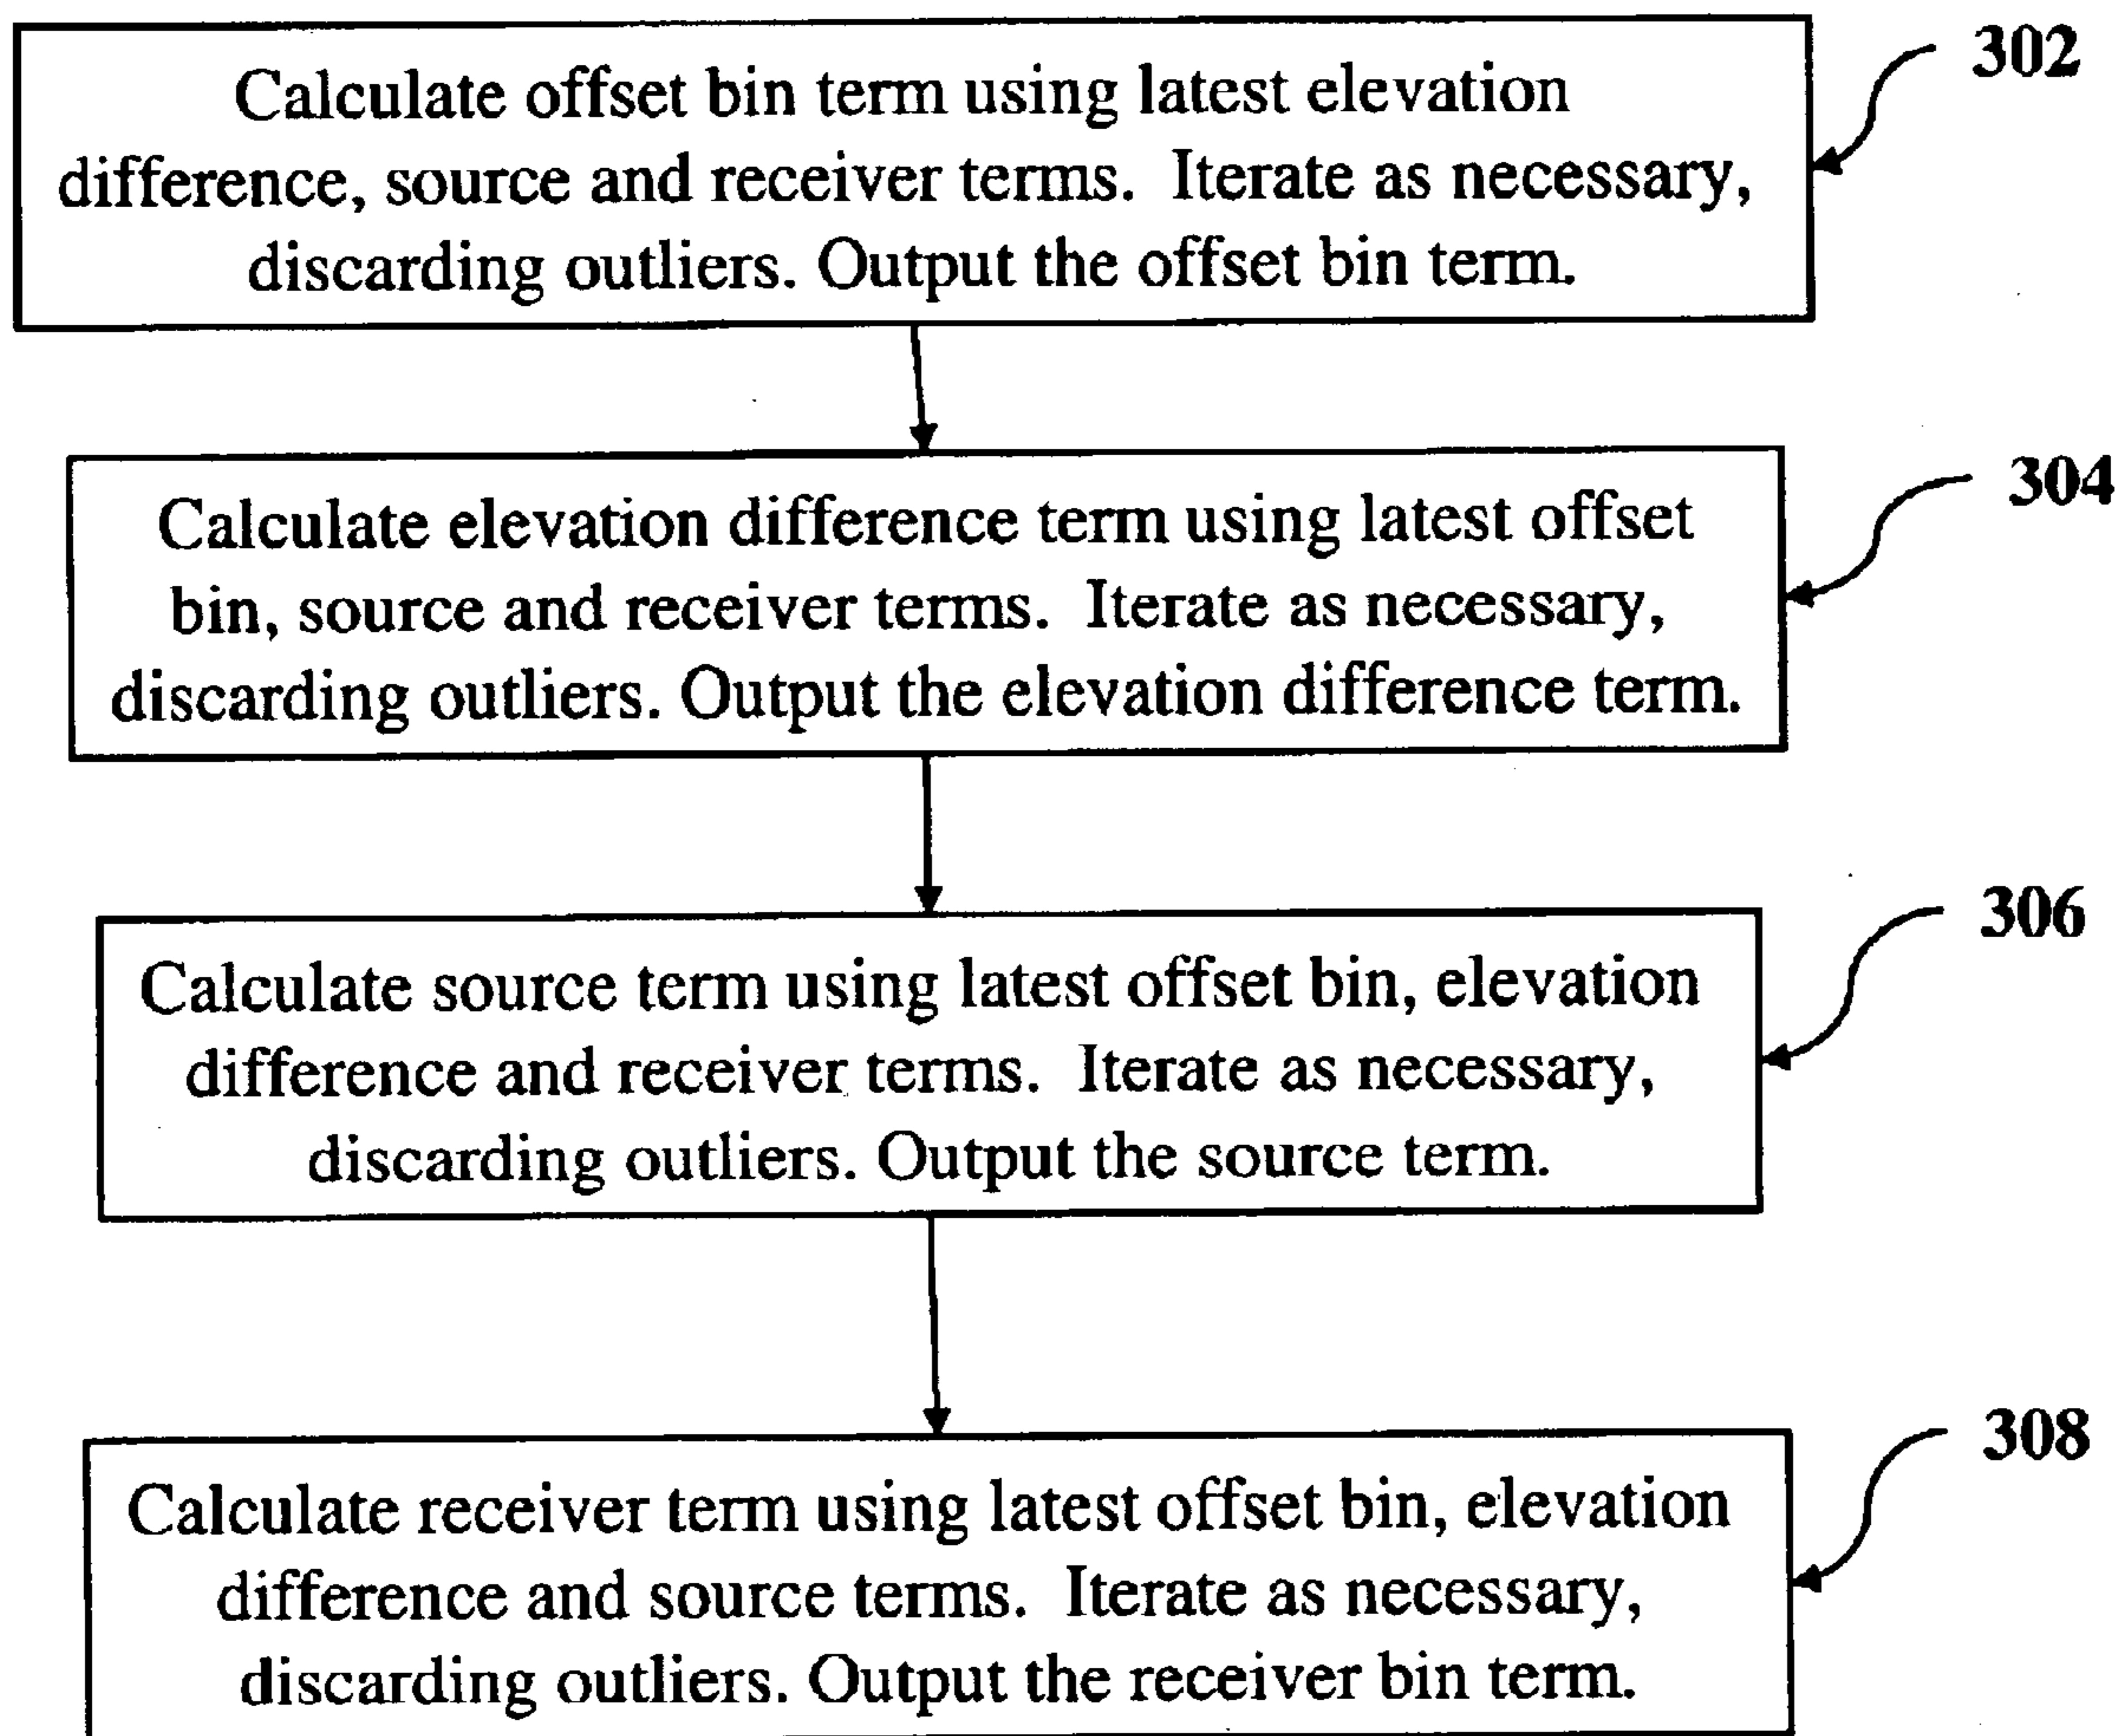 302
Calculate offset bin term using latest elevation
difference, source and receiver terms.  Iterate as necessary,
discarding outliers. Output the offset bin term.
304
Calculate elevation difference term using latest offset
bin, source and receiver terms.  Iterate as necessary,
discarding outliers. Output the elevation difference term.
306
Calculate source term using latest offset bin, elevation
difference and receiver terms.  Iterate as necessary,
discarding outliers. Output the source term.
308
Calculate receiver term using latest offset bin, elevation
difference and source terms.  Iterate as necessary,
discarding outliers. Output the receiver bin term.